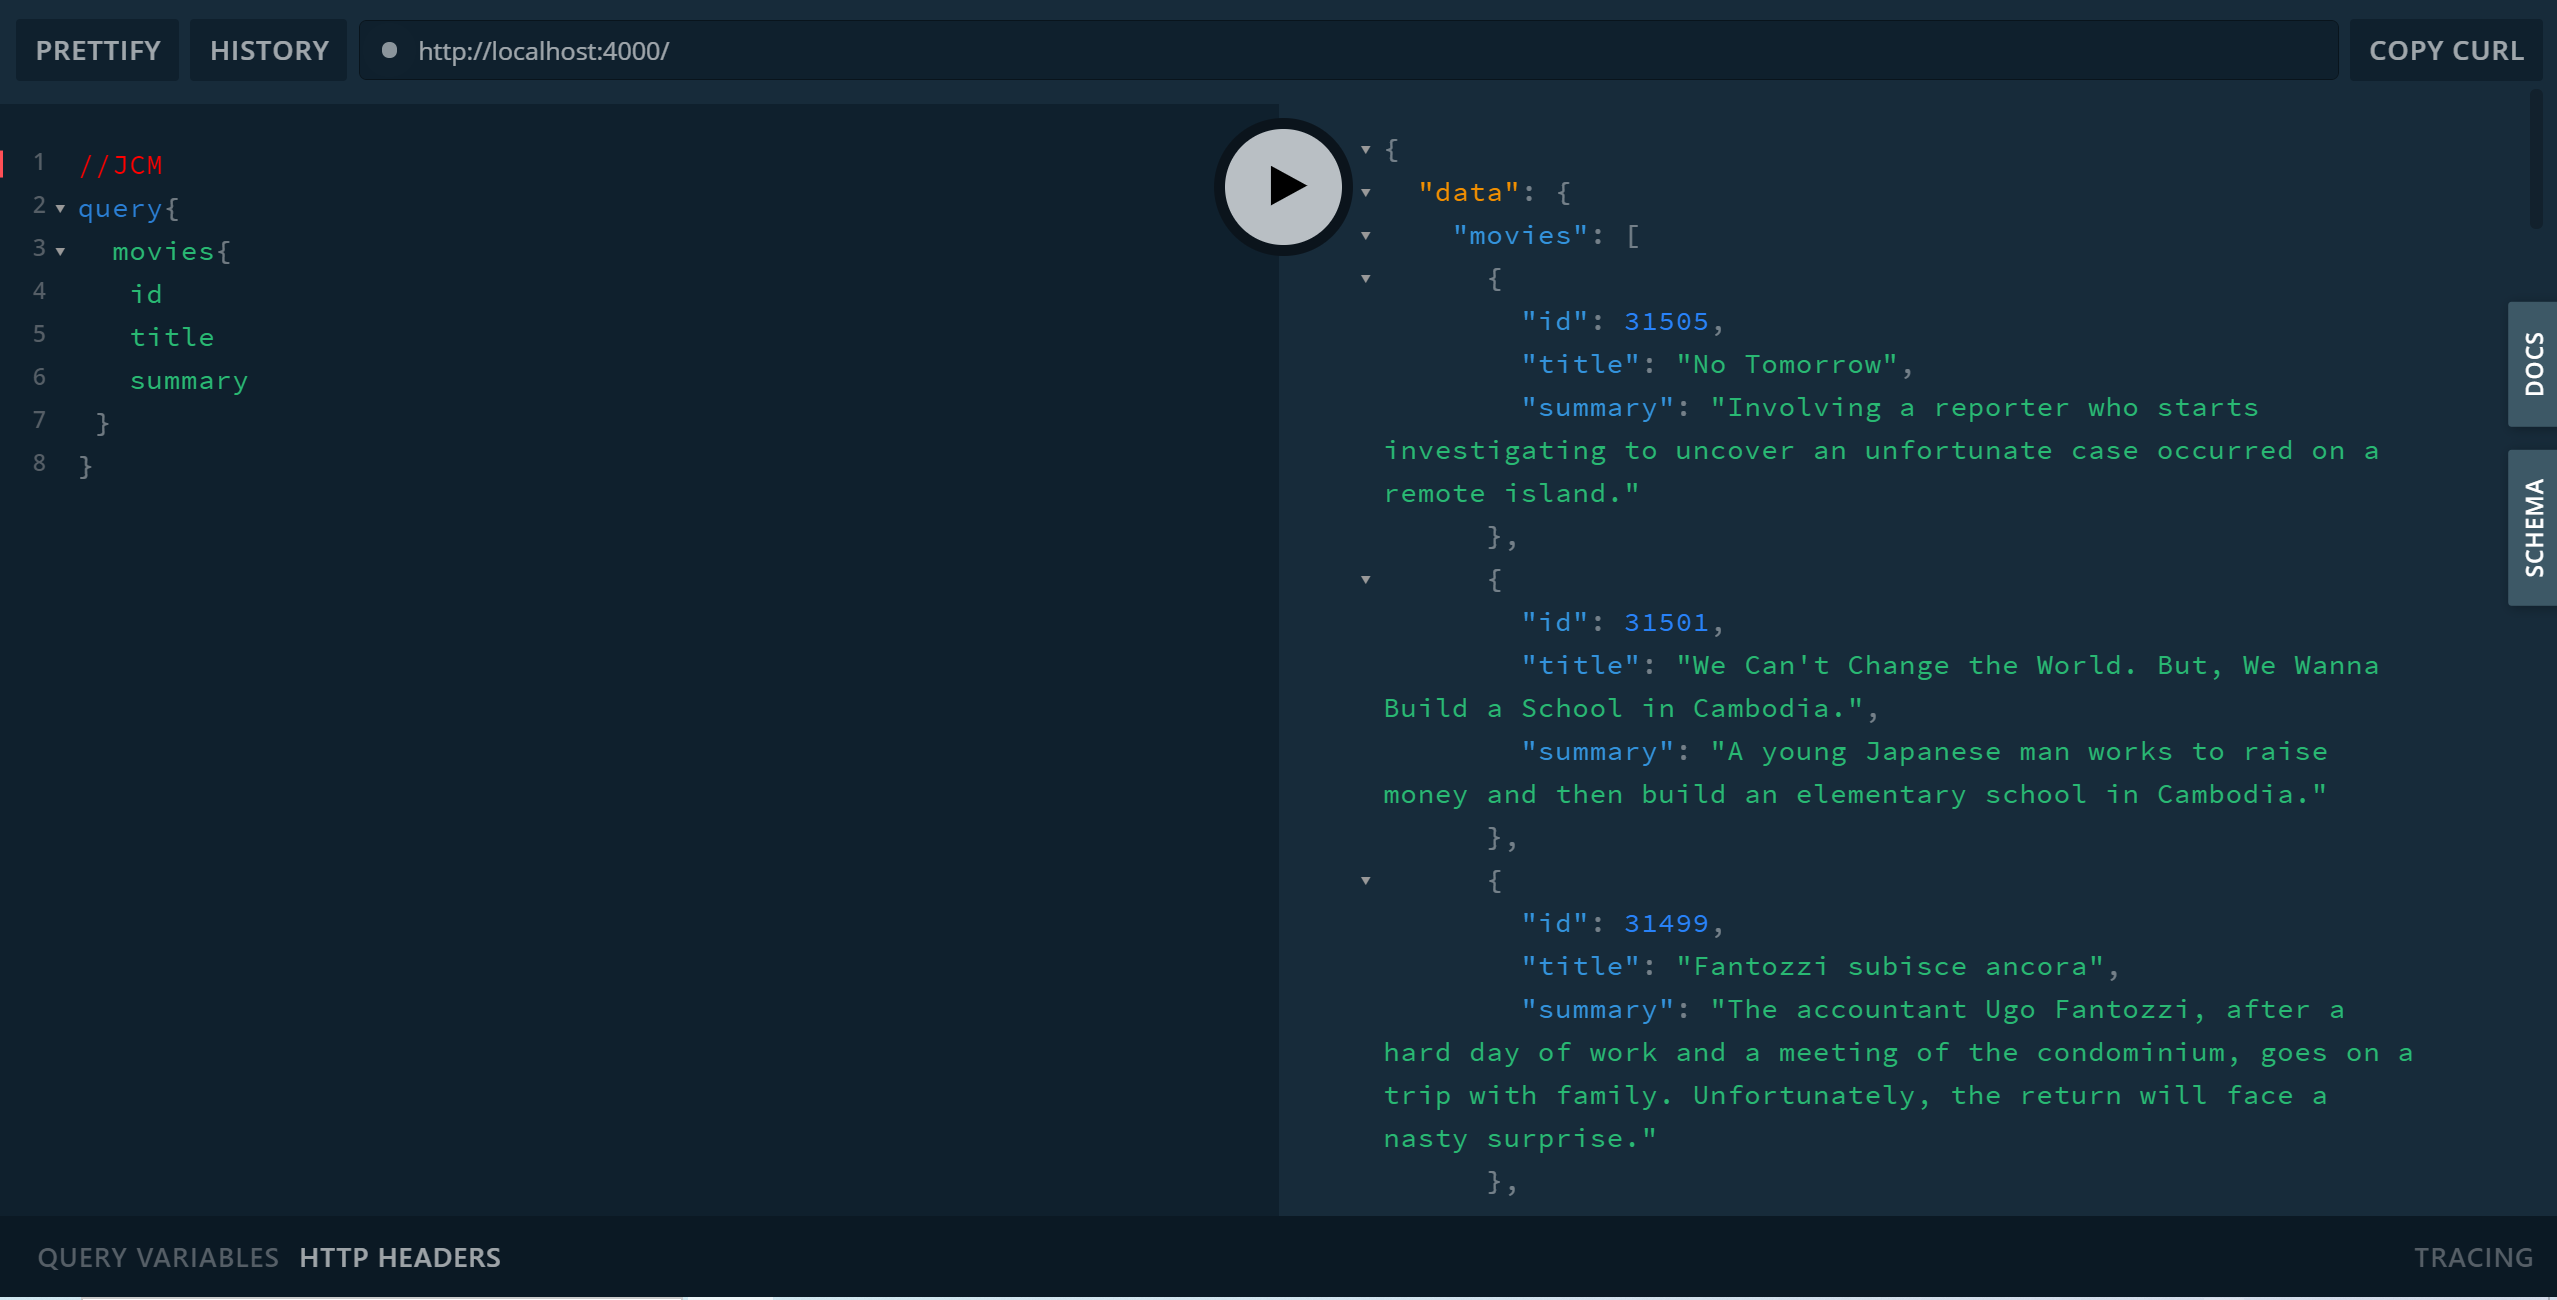 PRETTIFY HISTORY http://localhost:4000/ COPY CURL
1 //JCM
2 query{
3 movies{
4 id
5 title
6 summary
7 }
8 }
{
"data": {
"movies": [
{
"id": 31505,
"title": "No Tomorrow",
"summary": "Involving a reporter who starts
investigating to uncover an unfortunate case occurred on a
remote island."
},
{
"id": 31501,
"title": "We Can't Change the World. But, We Wanna
Build a School in Cambodia.",
"summary": "A young Japanese man works to raise
money and then build an elementary school in Cambodia."
},
{
"id": 31499,
"title": "Fantozzi subisce ancora",
"summary": "The accountant Ugo Fantozzi, after a
hard day of work and a meeting of the condominium, goes on a
trip with family. Unfortunately, the return will face a
nasty surprise."
},
DOCS
SCHEMA
QUERY VARIABLES HTTP HEADERS TRACING